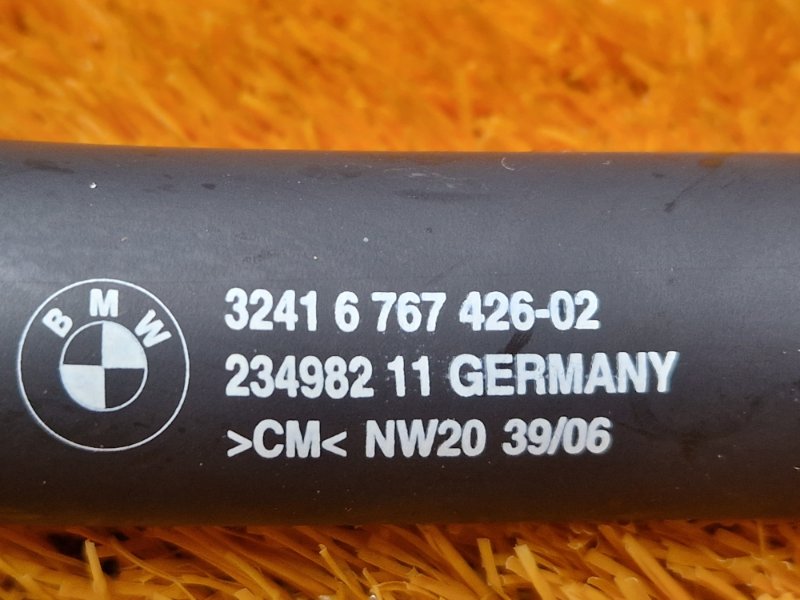 BMW
3241 6 767 426-02
234982 11 GERMANY
>CM< NW20 39/06